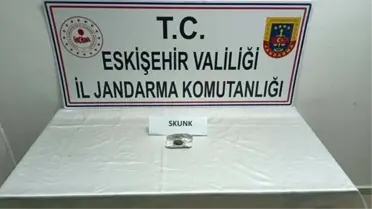 T.C.
ESKİŞEHİR VALİLİĞİ
İL JANDARMA KOMUTANLIĞI
SKUNK